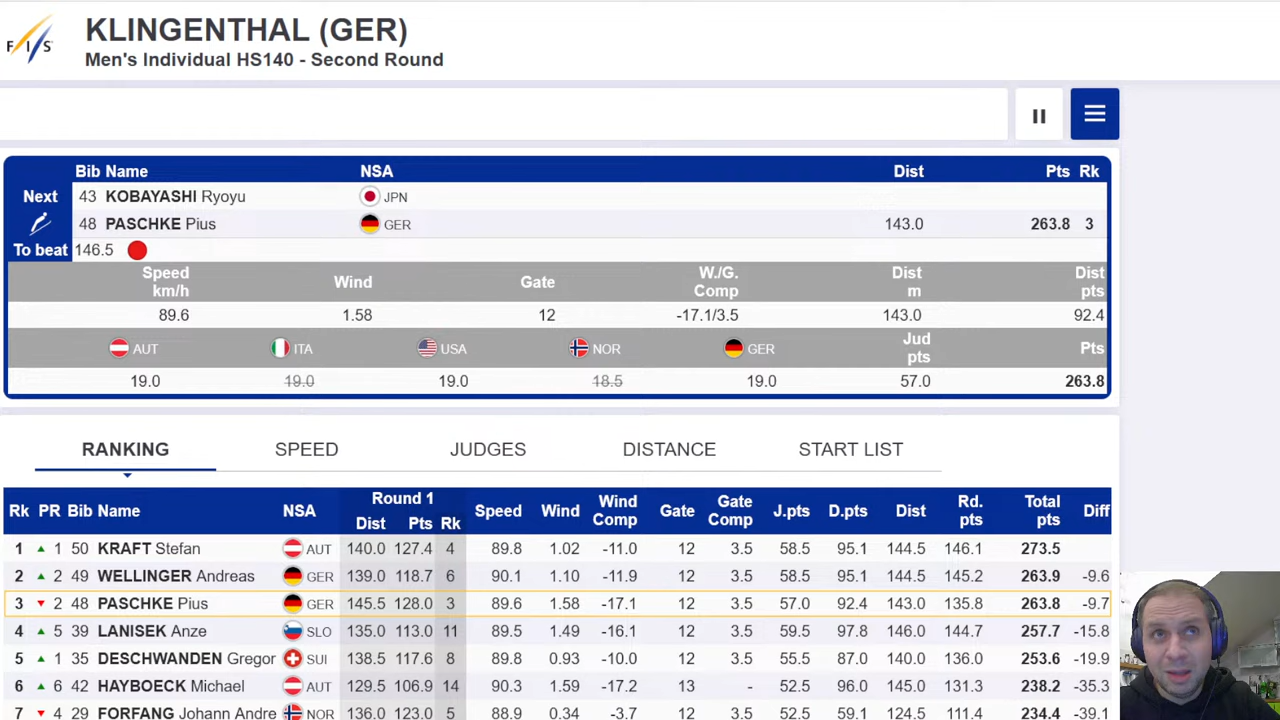 FIS
KLINGENTHAL (GER)
Men's Individual HS140 - Second Round
Bib Name NSA Dist Pts Rk
Next 43 KOBAYASHI Ryoyu JPN
48 PASCHKE Pius GER 143.0 263.8 3
To beat 146.5
Speed km/h Wind Gate W./G. Comp Dist m Dist pts
89.6 1.58 12 -17.1/3.5 143.0 92.4
AUT ITA USA NOR GER Jud pts Pts
19.0 19.0 19.0 18.5 19.0 57.0 263.8
RANKING SPEED JUDGES DISTANCE START LIST
Rk PR Bib Name NSA Round 1 Dist Pts Rk Speed Wind Wind Comp Gate Gate Comp J.pts D.pts Dist Rd. pts Total pts Diff
1 1 50 KRAFT Stefan AUT 140.0 127.4 4 89.8 1.02 -11.0 12 3.5 58.5 95.1 144.5 146.1 273.5
2 2 49 WELLINGER Andreas GER 139.0 118.7 6 90.1 1.10 -11.9 12 3.5 58.5 95.1 144.5 145.2 263.9 -9.6
3 2 48 PASCHKE Pius GER 145.5 128.0 3 89.6 1.58 -17.1 12 3.5 57.0 92.4 143.0 135.8 263.8 -9.7
4 5 39 LANISEK Anze SLO 135.0 113.0 11 89.5 1.49 -16.1 12 3.5 59.5 97.8 146.0 144.7 257.7 -15.8
5 1 35 DESCHWANDEN Gregor SUI 138.5 117.6 8 89.8 0.93 -10.0 12 3.5 55.5 87.0 140.0 136.0 253.6 -19.9
6 6 42 HAYBOECK Michael AUT 129.5 106.9 14 90.3 1.59 -17.2 13 - 52.5 96.0 145.0 131.3 238.2 -35.3
7 4 29 FORFANG Johann Andre NOR 136.0 123.0 5 88.9 0.34 -3.7 12 3.5 52.5 59.1 124.5 111.4 234.4 -39.1